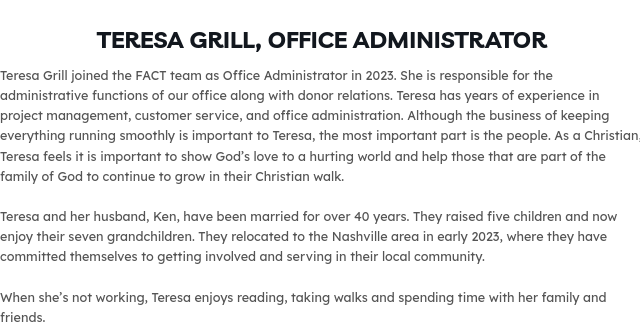 TERESA GRILL, OFFICE ADMINISTRATOR
Teresa Grill joined the FACT team as Office Administrator in 2023. She is responsible for the
administrative functions of our office along with donor relations. Teresa has years of experience in
project management, customer service, and office administration. Although the business of keeping
everything running smoothly is important to Teresa, the most important part is the people. As a Christian,
Teresa feels it is important to show God’s love to a hurting world and help those that are part of the
family of God to continue to grow in their Christian walk.
Teresa and her husband, Ken, have been married for over 40 years. They raised five children and now
enjoy their seven grandchildren. They relocated to the Nashville area in early 2023, where they have
committed themselves to getting involved and serving in their local community.
When she’s not working, Teresa enjoys reading, taking walks and spending time with her family and
friends.